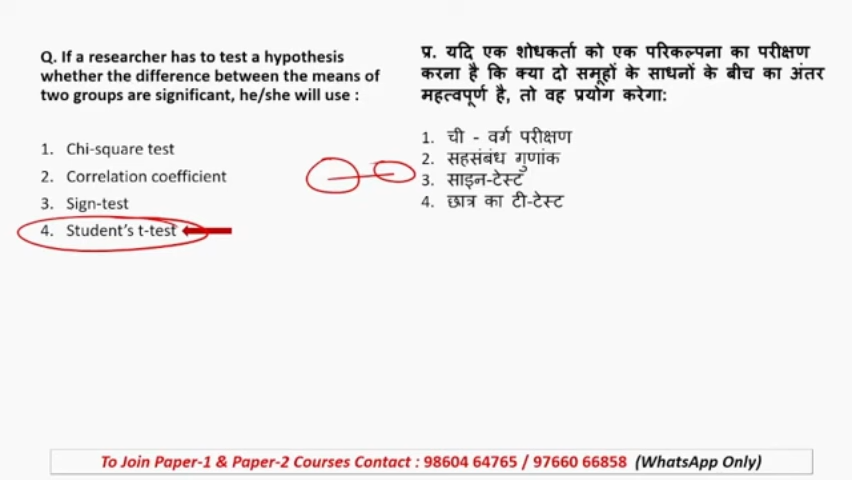 Q. If a researcher has to test a hypothesis
whether the difference between the means of
two groups are significant, he/she will use :
1. Chi-square test
2. Correlation coefficient
3. Sign-test
4. Student's t-test
प्र. यदि एक शोधकर्ता को एक परिकल्पना का परीक्षण
करना है कि क्या दो समूहों के साधनों के बीच का अंतर
महत्वपूर्ण है, तो वह प्रयोग करेगा:
1. ची - वर्ग परीक्षण
2. सहसंबंध गुणांक
3. साइन-टेस्ट
4. छात्र का टी-टेस्ट
To Join Paper-1 & Paper-2 Courses Contact : 98604 64765 / 97660 66858 (WhatsApp Only)